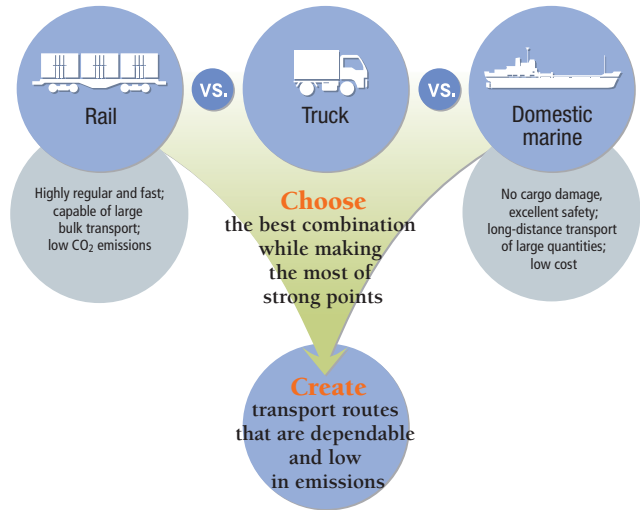 Rail
vs.
Truck
vs.
Domestic
marine
Highly regular and fast;
capable of large
bulk transport;
low CO₂ emissions
No cargo damage,
excellent safety;
long-distance transport
of large quantities;
low cost
Choose
the best combination
while making
the most of
strong points
Create
transport routes
that are dependable
and low
in emissions